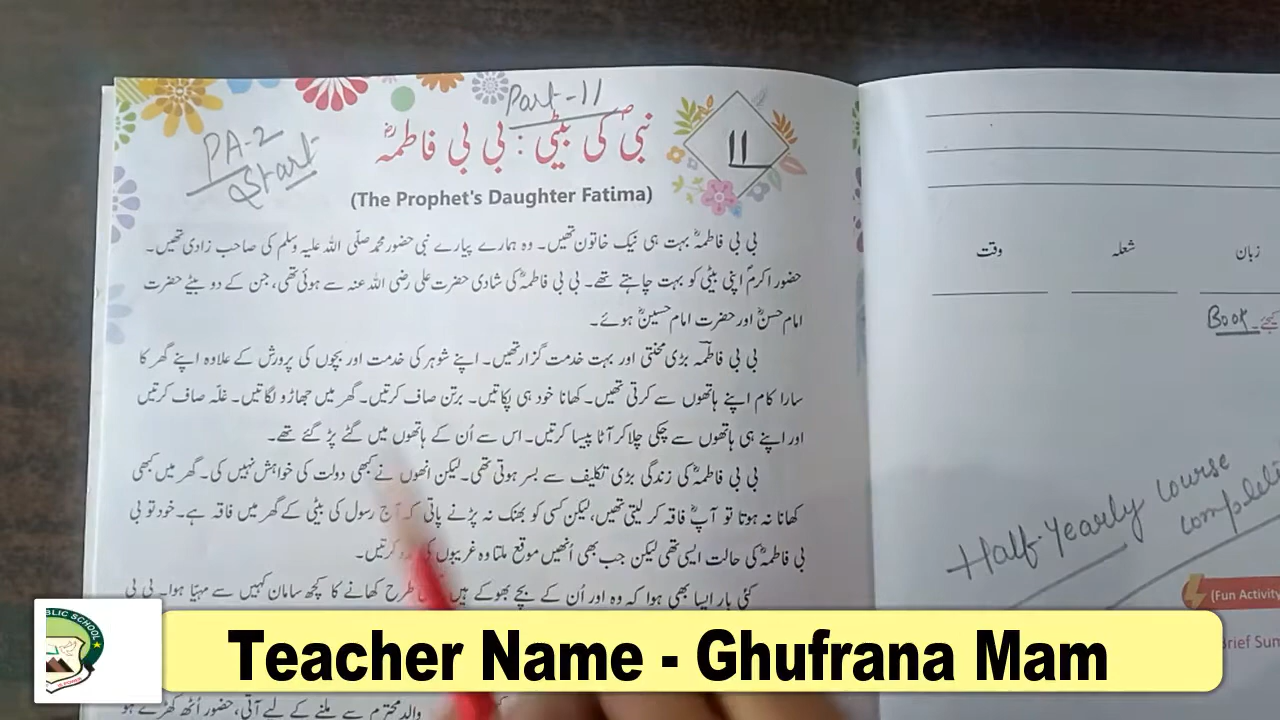 Part-11
نبیؐ کی بیٹی : بی بی فاطمہؓ
11
PA-2
Start
(The Prophet's Daughter Fatima)
بی بی فاطمہؓ بہت ہی نیک خاتون تھیں۔ وہ ہمارے پیارے نبی حضور محمد صلّی اللہ علیہ وسلم کی صاحب زادی تھیں۔
حضور اکرمؐ اپنی بیٹی کو بہت چاہتے تھے۔ بی بی فاطمہؓ کی شادی حضرت علی رضی اللہ عنہ سے ہوئی تھی، جن کے دو بیٹے حضرت
امام حسنؓ اور حضرت امام حسینؓ ہوئے۔
بی بی فاطمہؓ بڑی محنتی اور بہت خدمت گزار تھیں۔ اپنے شوہر کی خدمت اور بچوں کی پرورش کے علاوہ اپنے گھر کا
سارا کام اپنے ہاتھوں سے کرتی تھیں۔ کھانا خود ہی پکاتیں۔ برتن صاف کرتیں۔ گھر میں جھاڑو لگاتیں۔ غلّہ صاف کرتیں
اور اپنے ہی ہاتھوں سے چکی چلا کر آٹا پیسا کرتیں۔ اس سے اُن کے ہاتھوں میں گٹے پڑ گئے تھے۔
بی بی فاطمہؓ کی زندگی بڑی تکلیف سے بسر ہوتی تھی۔ لیکن انھوں نے کبھی دولت کی خواہش نہیں کی۔ گھر میں کبھی
کھانا نہ ہوتا تو آپؓ فاقہ کر لیتی تھیں، لیکن کسی کو بھنک نہ پڑنے پاتی کہ آج رسول کی بیٹی کے گھر میں فاقہ ہے۔ خود تو بی
بی فاطمہؓ کی حالت ایسی تھی لیکن جب بھی اُنھیں موقع ملتا وہ غریبوں کرتیں۔
کئی بار ایسا بھی ہوا کہ وہ اور اُن کے بچے بھوکے ہیں طرح کھانے کا کچھ سامان کہیں سے مہیّا ہوا۔ بی بی
والد محترم سے ملنے کے لیے آتی، حضور اُٹھ کھڑے ہو
زبان
شعلہ
وقت
Book
Half-Yearly course
(Fun Activity
Brief Sum
BLIC SCHOOL
Teacher Name - Ghufrana Mam